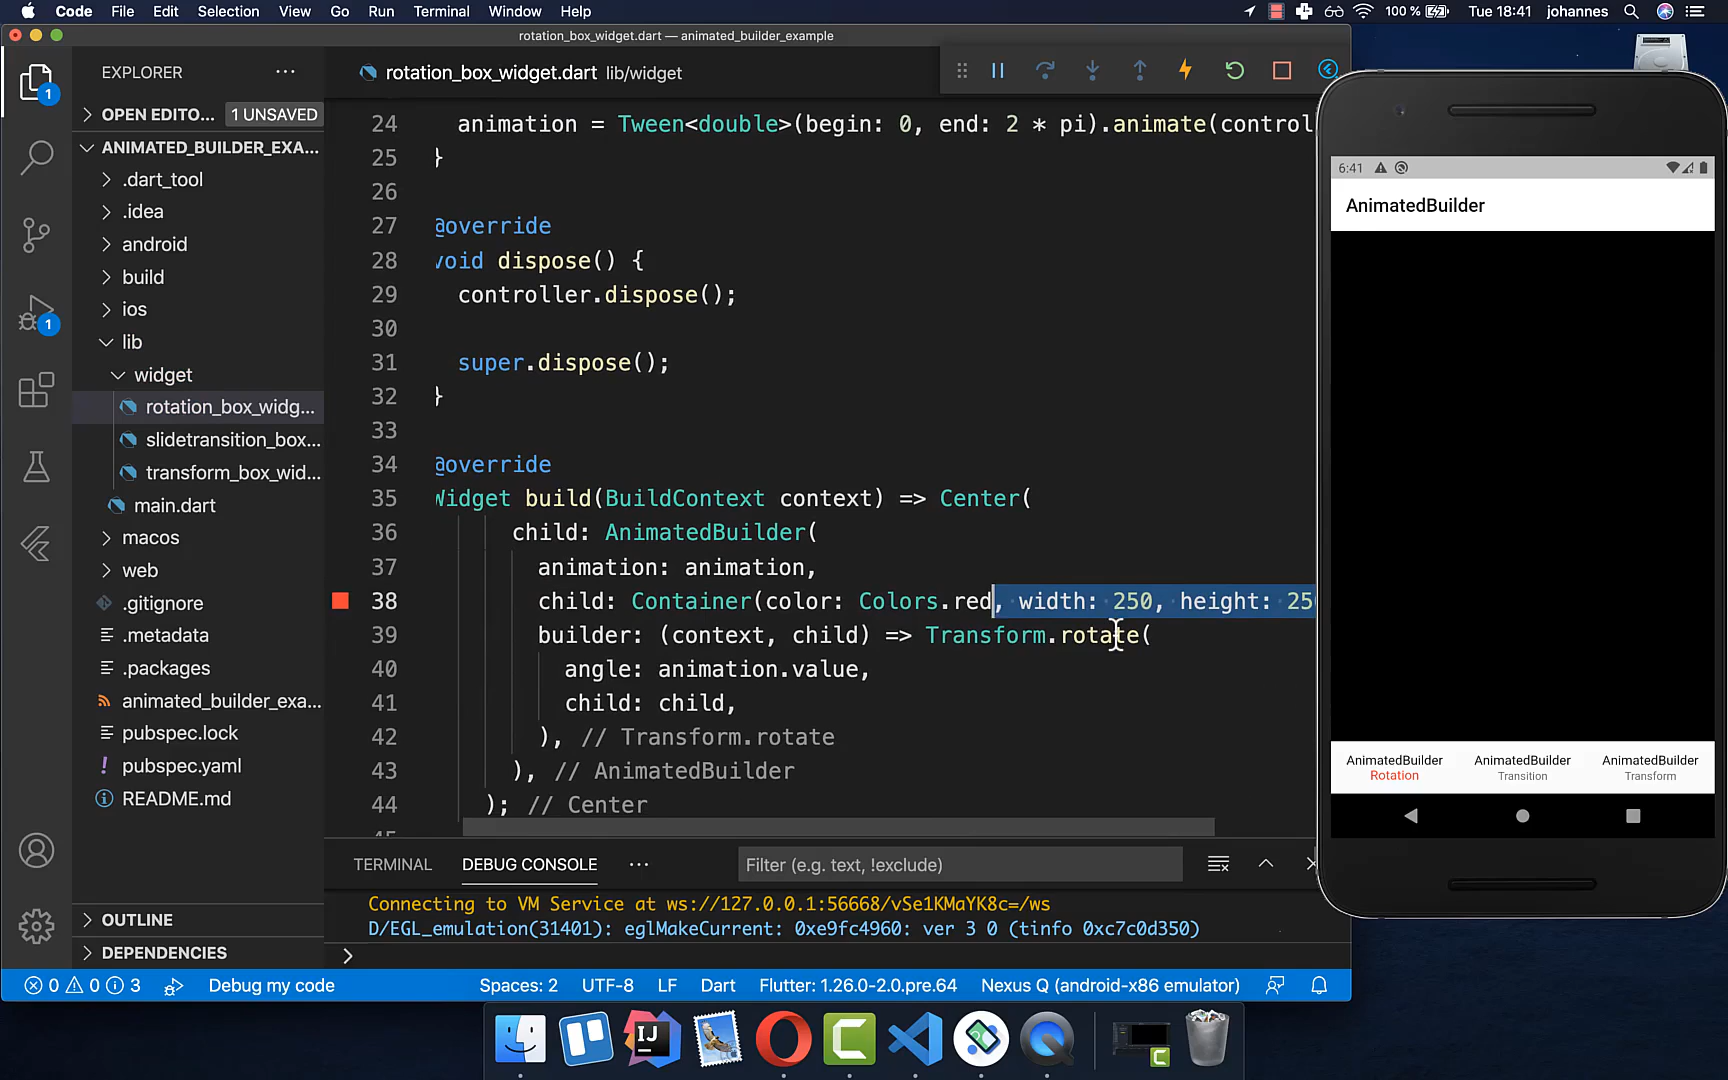 Code File Edit Selection View Go Run Terminal Window Help 100 % Tue 18:41 johannes
rotation_box_widget.dart — animated_builder_example
EXPLORER
OPEN EDITO... 1 UNSAVED
ANIMATED_BUILDER_EXA...
.dart_tool
.idea
android
build
ios
lib
widget
rotation_box_widg...
slidetransition_box...
transform_box_wid...
main.dart
macos
web
.gitignore
.metadata
.packages
animated_builder_exa...
pubspec.lock
pubspec.yaml
README.md
OUTLINE
DEPENDENCIES
1
1
rotation_box_widget.dart lib/widget
24 animation = Tween<double>(begin: 0, end: 2 * pi).animate(control
25 }
26
27 @override
28 void dispose() {
29 controller.dispose();
30
31 super.dispose();
32 }
33
34 @override
35 Widget build(BuildContext context) => Center(
36 child: AnimatedBuilder(
37 animation: animation,
38 child: Container(color: Colors.red, width: 250, height: 25
39 builder: (context, child) => Transform.rotate(
40 angle: animation.value,
41 child: child,
42 ), // Transform.rotate
43 ), // AnimatedBuilder
44 ); // Center
TERMINAL DEBUG CONSOLE Filter (e.g. text, !exclude)
Connecting to VM Service at ws://127.0.0.1:56668/vSe1KMaYK8c=/ws
D/EGL_emulation(31401): eglMakeCurrent: 0xe9fc4960: ver 3 0 (tinfo 0xc7c0d350)
0 0 3 Debug my code Spaces: 2 UTF-8 LF Dart Flutter: 1.26.0-2.0.pre.64 Nexus Q (android-x86 emulator)
6:41
AnimatedBuilder
AnimatedBuilder AnimatedBuilder AnimatedBuilder
Rotation Transition Transform
IJ